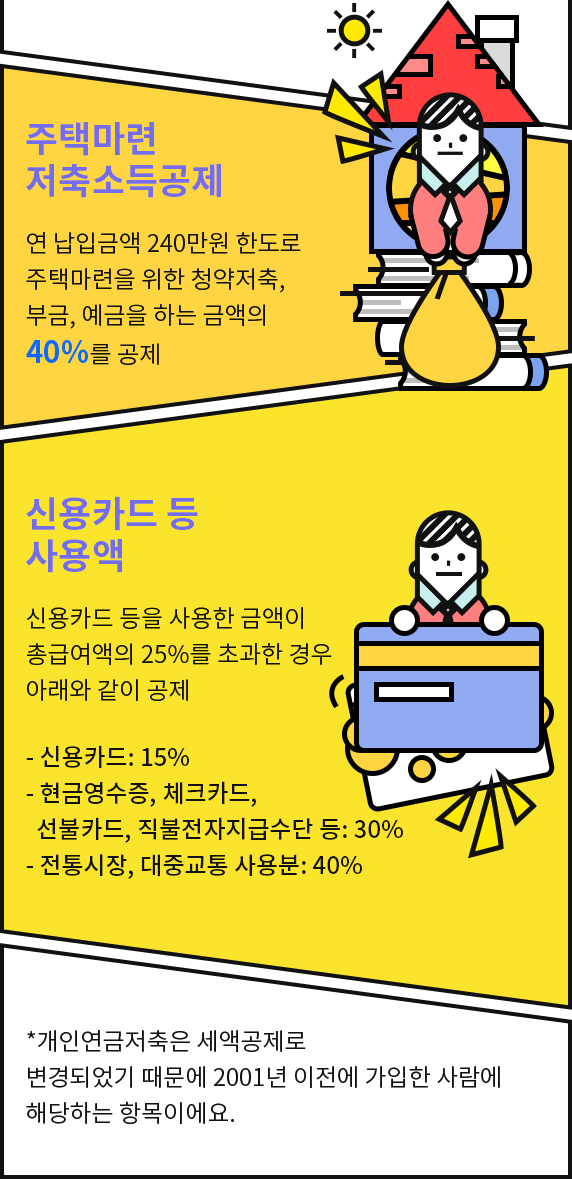 주택마련
저축소득공제
연 납입금액 240만원 한도로
주택마련을 위한 청약저축,
부금, 예금을 하는 금액의
40%를 공제
신용카드 등
사용액
신용카드 등을 사용한 금액이
총급여액의 25%를 초과한 경우
아래와 같이 공제
- 신용카드: 15%
- 현금영수증, 체크카드,
선불카드, 직불전자지급수단 등: 30%
- 전통시장, 대중교통 사용분: 40%
*개인연금저축은 세액공제로
변경되었기 때문에 2001년 이전에 가입한 사람에
해당하는 항목이에요.